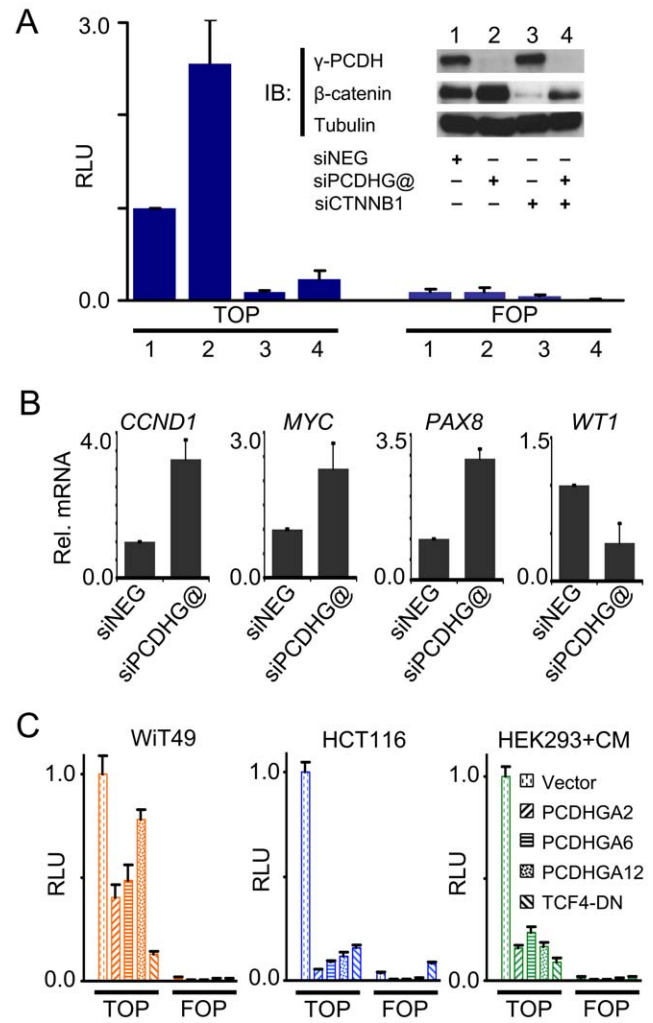 A
3.0
1 2 3 4
γ-PCDH
IB: β-catenin
Tubulin
siNEG + – – –
siPCDHG@ – + – +
siCTNNB1 – – + +
RLU
0.0
TOP FOP
1 2 3 4 1 2 3 4
B
CCND1 MYC PAX8 WT1
4.0 3.0 3.5 1.5
Rel. mRNA
0.0 0.0 0.0 0.0
siNEG siPCDHG@ siNEG siPCDHG@ siNEG siPCDHG@ siNEG siPCDHG@
C
WiT49 HCT116 HEK293+CM
1.0 1.0 1.0
Vector
PCDHGA2
PCDHGA6
PCDHGA12
TCF4-DN
RLU RLU RLU
0.0 0.0 0.0
TOP FOP TOP FOP TOP FOP